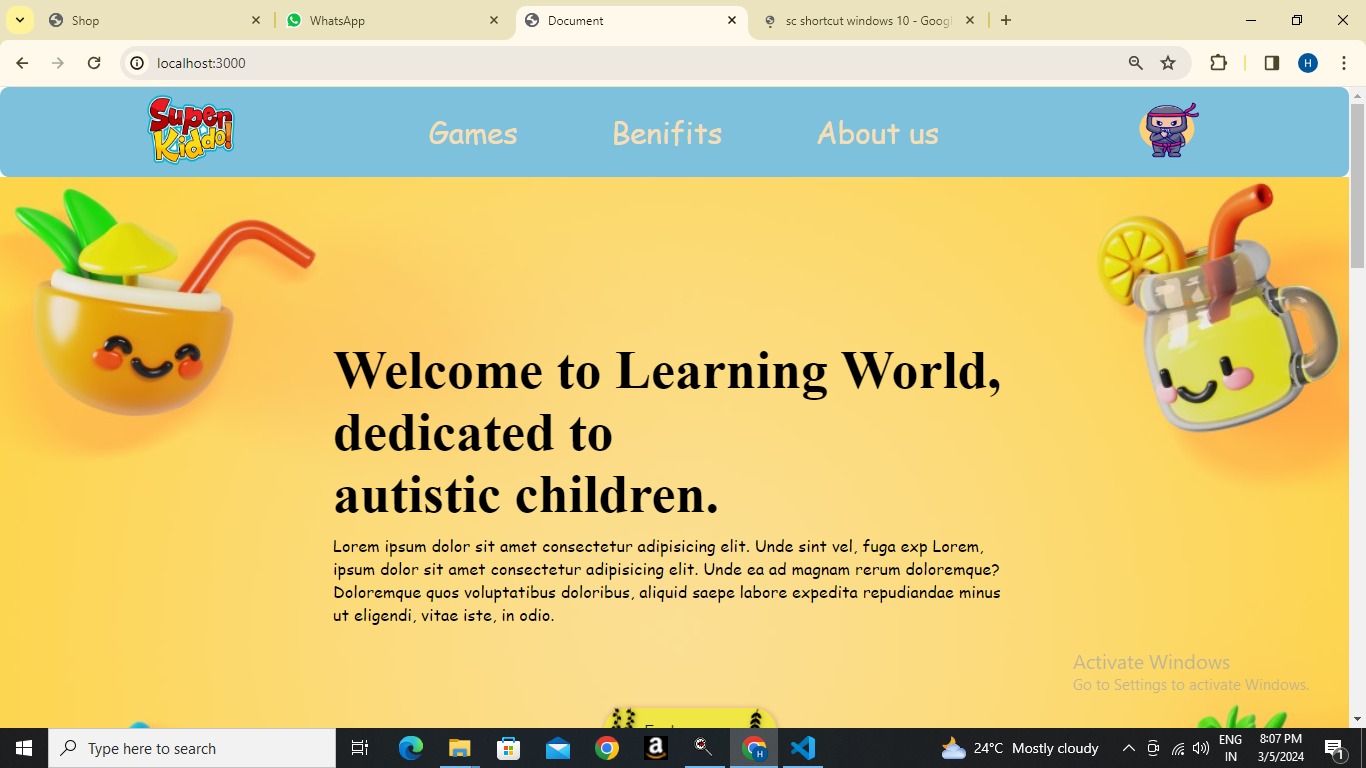 Shop
WhatsApp
Document
sc shortcut windows 10 - Googl
localhost:3000
H
Super
Kiddo!
Games
Benifits
About us
Welcome to Learning World,
dedicated to
autistic children.
Lorem ipsum dolor sit amet consectetur adipisicing elit. Unde sint vel, fuga exp Lorem,
ipsum dolor sit amet consectetur adipisicing elit. Unde ea ad magnam rerum doloremque?
Doloremque quos voluptatibus doloribus, aliquid saepe labore expedita repudiandae minus
ut eligendi, vitae iste, in odio.
Activate Windows
Go to Settings to activate Windows.
Type here to search
24°C Mostly cloudy
ENG
IN
8:07 PM
3/5/2024
1